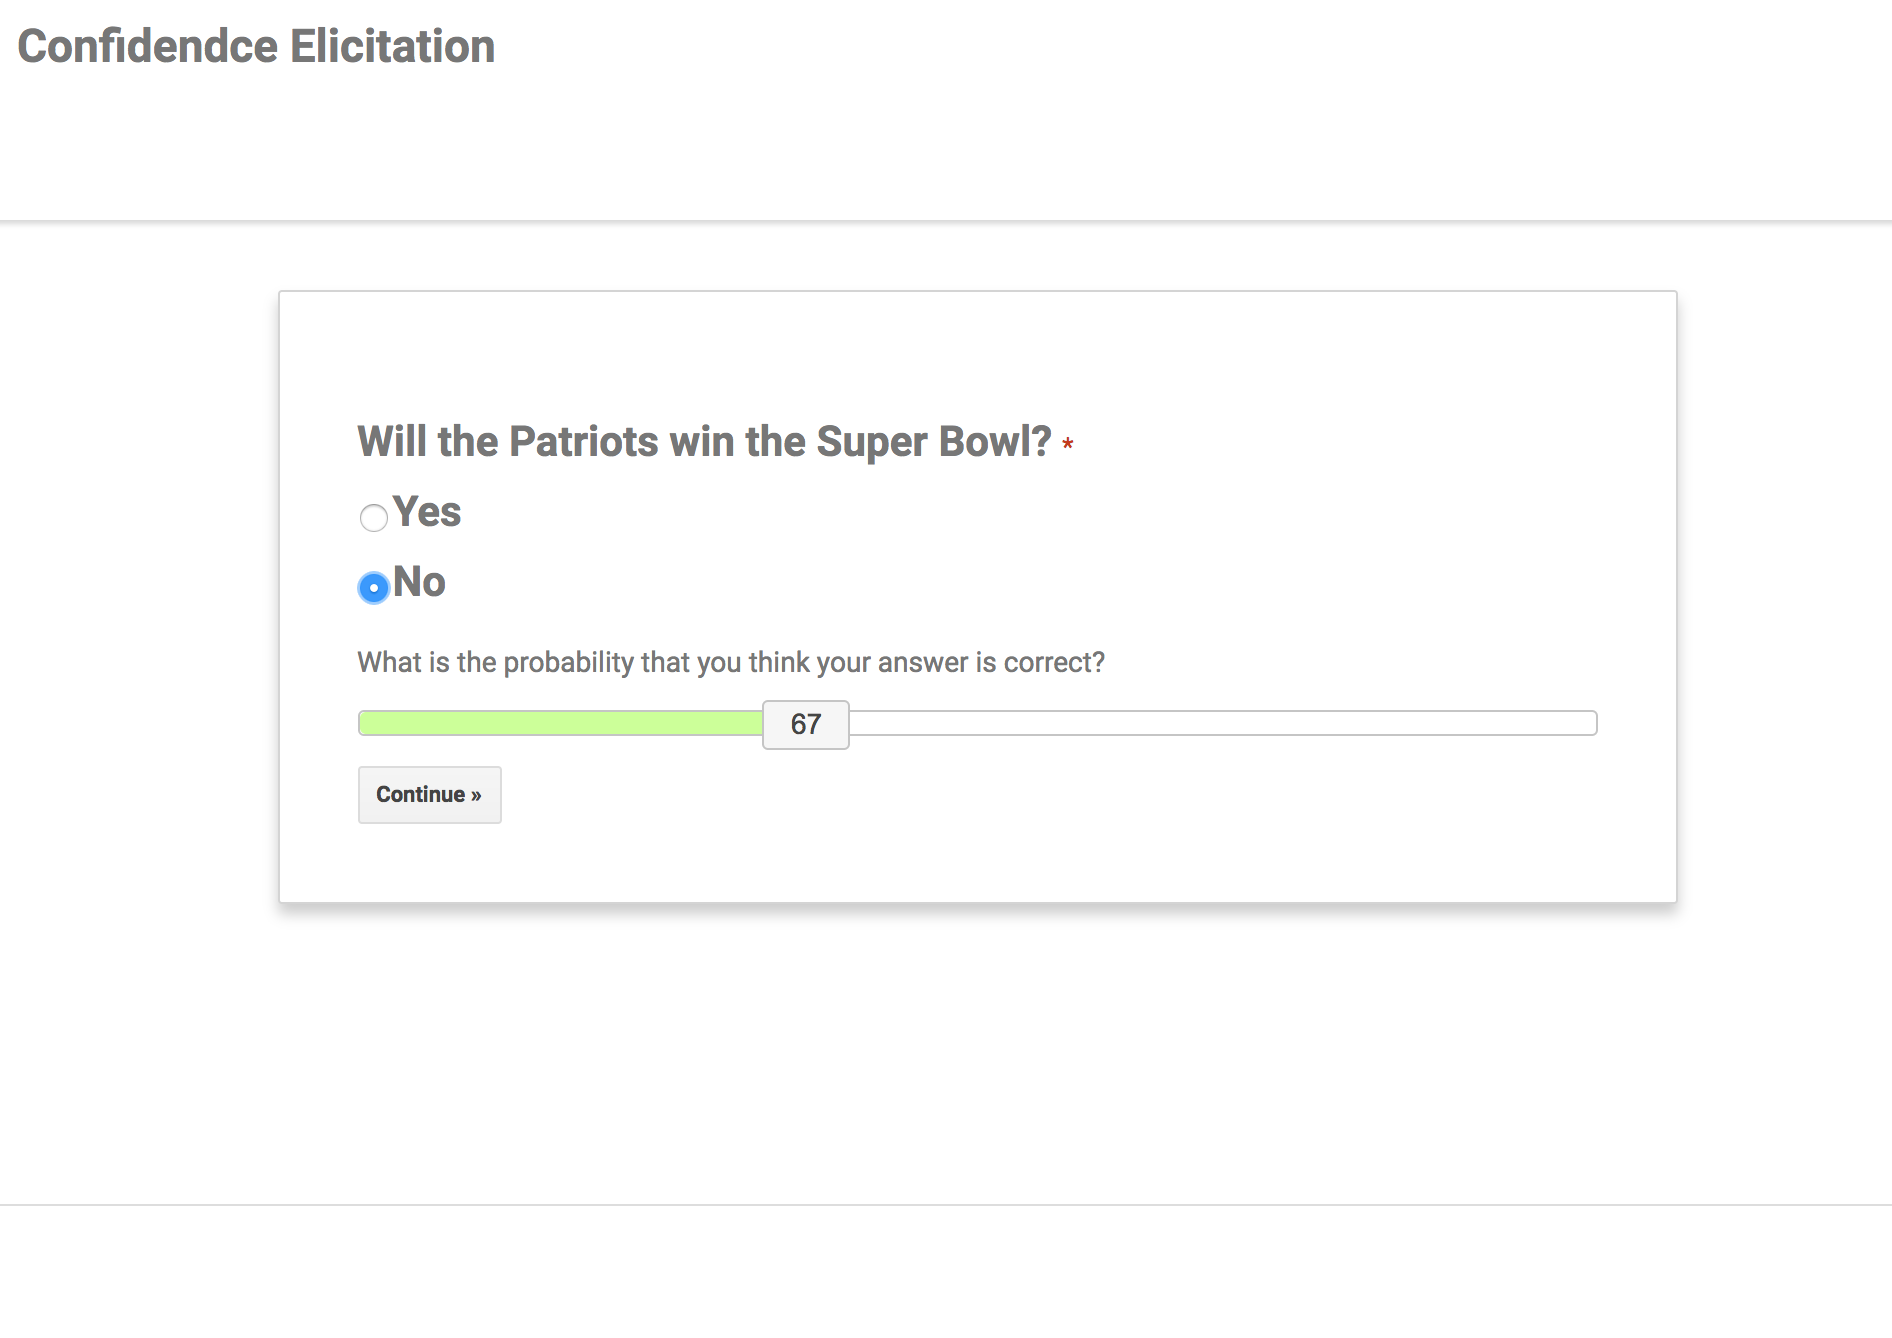 Confidendce Elicitation
Will the Patriots win the Super Bowl? *
Yes
No
What is the probability that you think your answer is correct?
67
Continue »